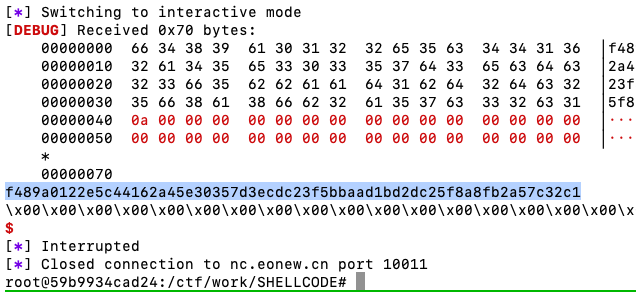 [*] Switching to interactive mode
[DEBUG] Received 0x70 bytes:
    00000000  66 34 38 39  61 30 31 32  32 65 35 63  34 34 31 36  │f48
    00000010  32 61 34 35  65 33 30 33  35 37 64 33  65 63 64 63  │2a4
    00000020  32 33 66 35  62 62 61 61  64 31 62 64  32 64 63 32  │23f
    00000030  35 66 38 61  38 66 62 32  61 35 37 63  33 32 63 31  │5f8
    00000040  0a 00 00 00  00 00 00 00  00 00 00 00  00 00 00 00  │···
    00000050  00 00 00 00  00 00 00 00  00 00 00 00  00 00 00 00  │···
    *
    00000070
f489a0122e5c44162a45e30357d3ecdc23f5bbaad1bd2dc25f8a8fb2a57c32c1
\x00\x00\x00\x00\x00\x00\x00\x00\x00\x00\x00\x00\x00\x00\x00\x00\x00\x
$
[*] Interrupted
[*] Closed connection to nc.eonew.cn port 10011
root@59b9934cad24:/ctf/work/SHELLCODE#